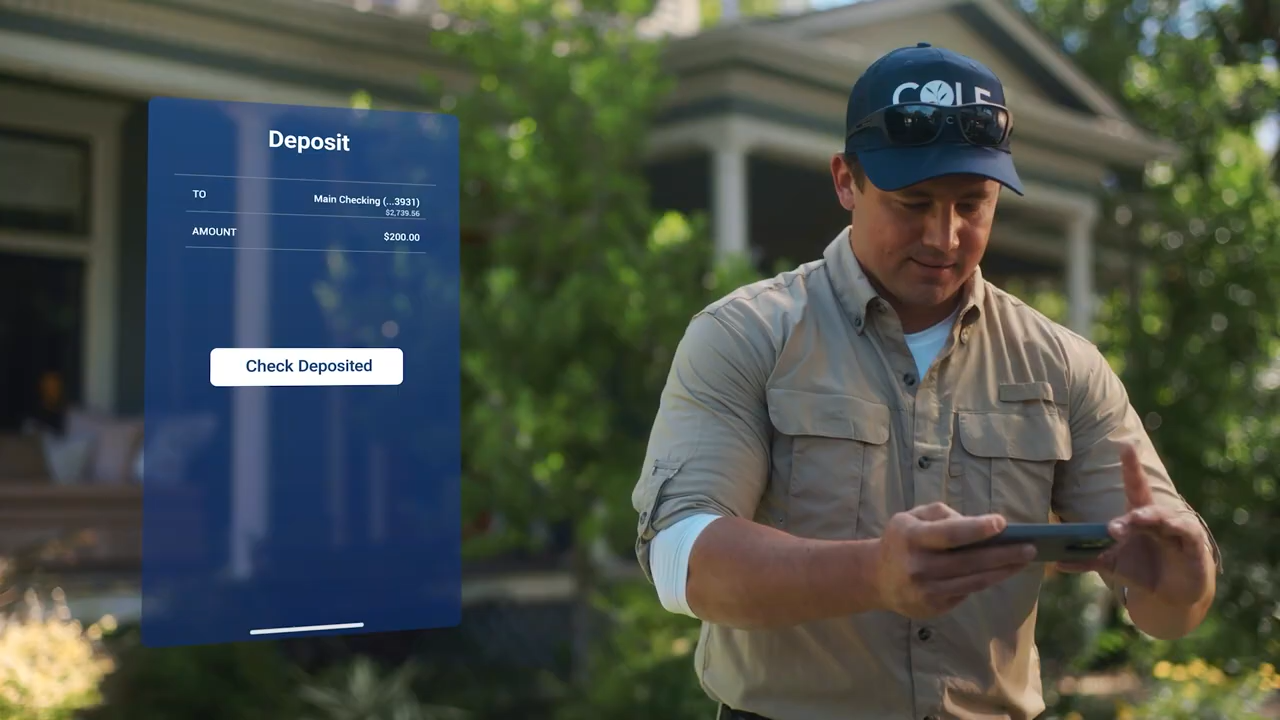 Deposit
TO
Main Checking (...3931)
$2,739.56
AMOUNT
$200.00
Check Deposited
COLE